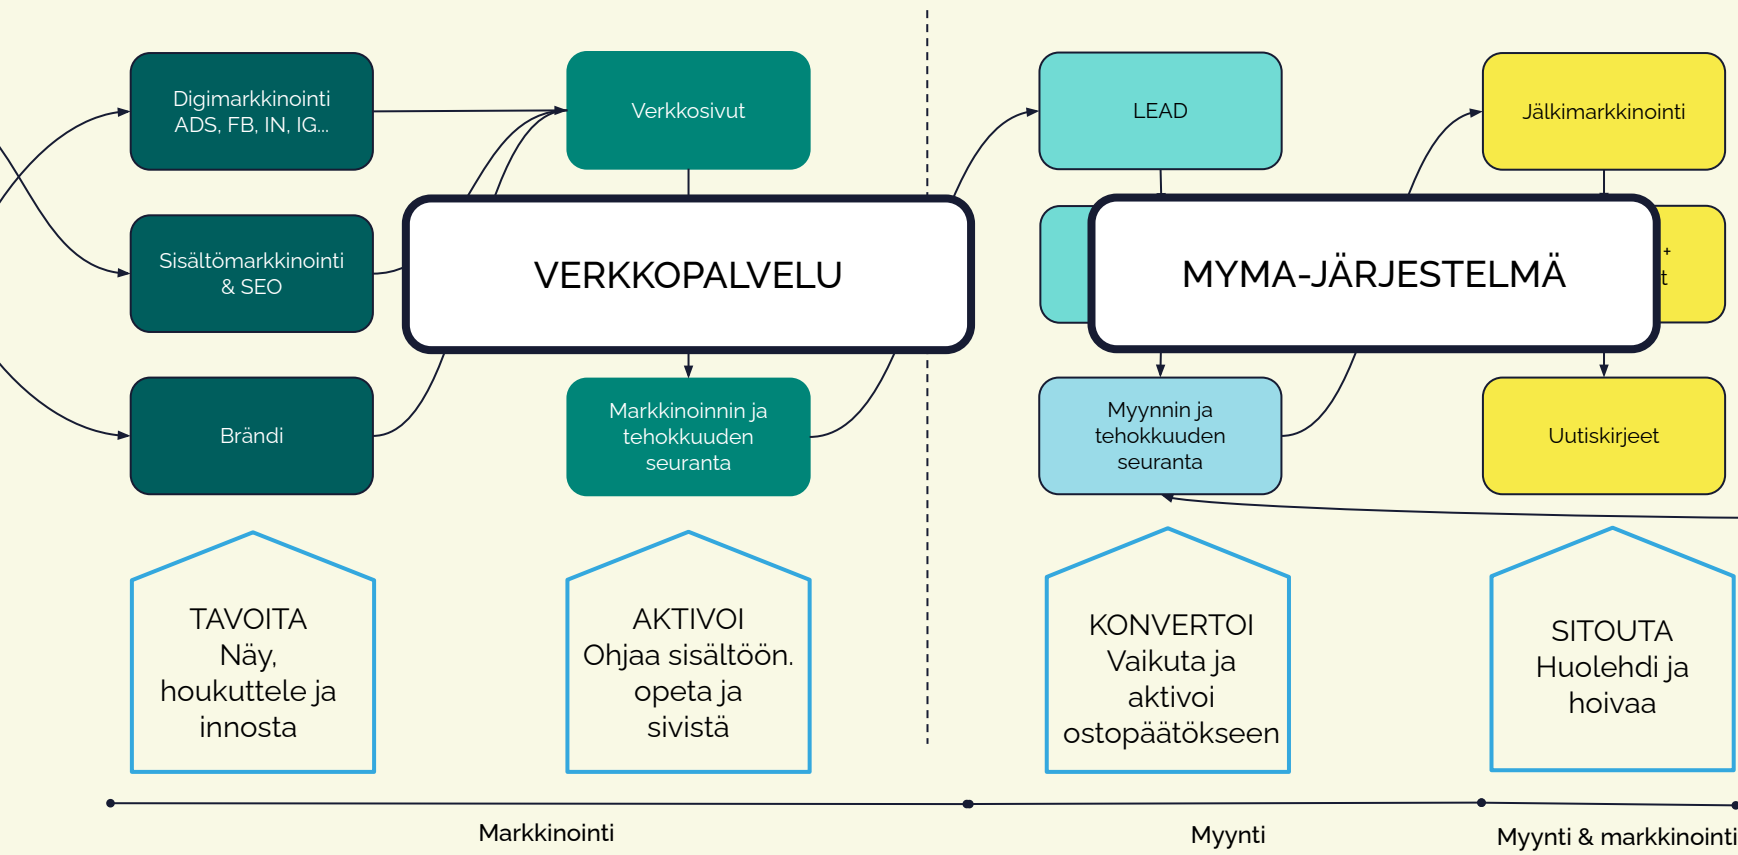 Digimarkkinointi
ADS, FB, IN, IG...
Verkkosivut
LEAD
Jälkimarkkinointi
Sisältömarkkinointi
& SEO
VERKKOPALVELU
MYMA-JÄRJESTELMÄ
+
t
Brändi
Markkinoinnin ja
tehokkuuden
seuranta
Myynnin ja
tehokkuuden
seuranta
Uutiskirjeet
TAVOITA
Näy,
houkuttele ja
innosta
AKTIVOI
Ohjaa sisältöön.
opeta ja
sivistä
KONVERTOI
Vaikuta ja
aktivoi
ostopäätökseen
SITOUTA
Huolehdi ja
hoivaa
Markkinointi
Myynti
Myynti & markkinointi